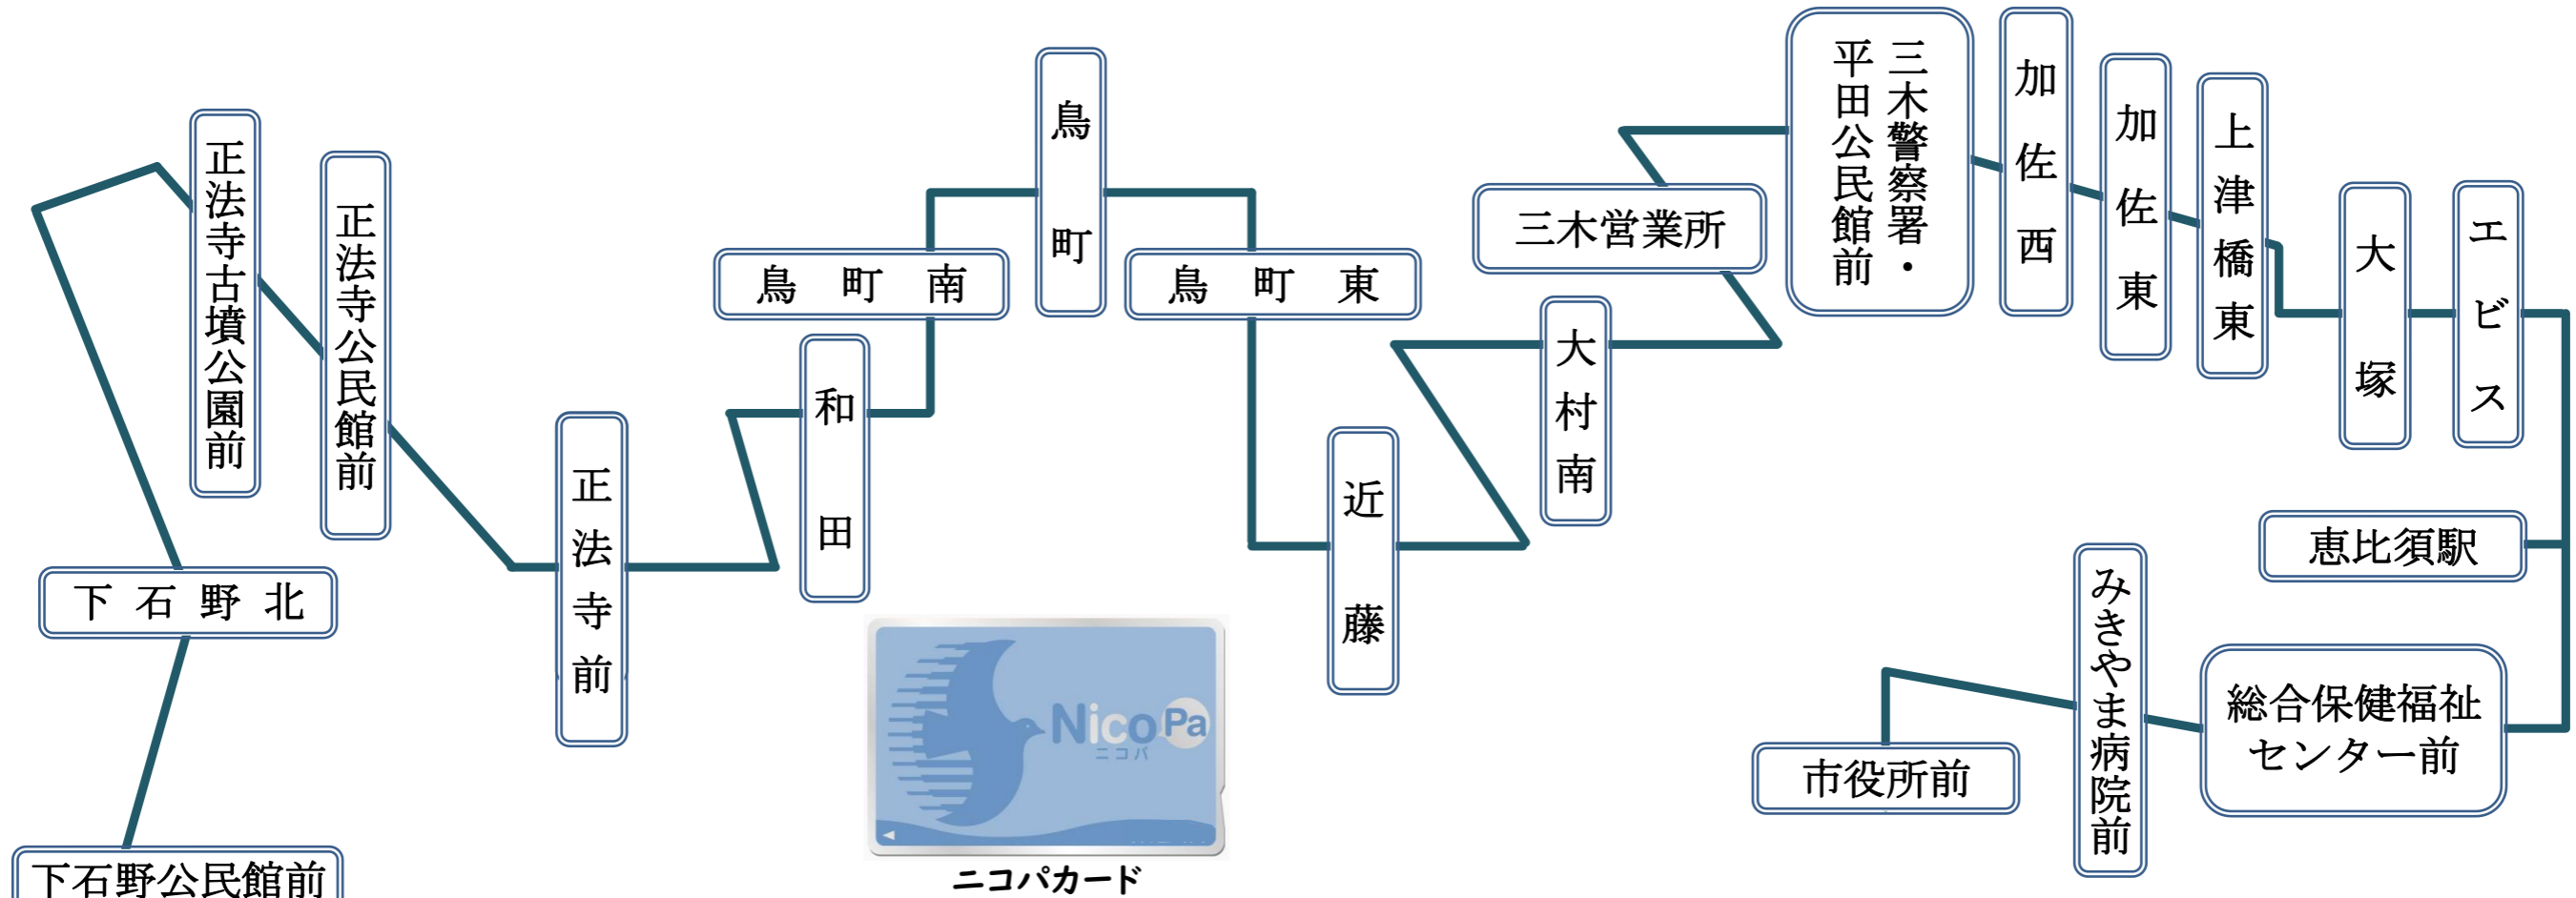 下石野公民館前
下石野北
正法寺古墳公園前
正法寺公民館前
正法寺前
和田
鳥町南
鳥町
鳥町東
近藤
大村南
三木営業所
三木警察署・
平田公民館前
加佐西
加佐東
上津橋東
大塚
エビス
恵比須駅
総合保健福祉
センター前
みきやま病院前
市役所前
NicoPa
ニコパ
ニコパカード